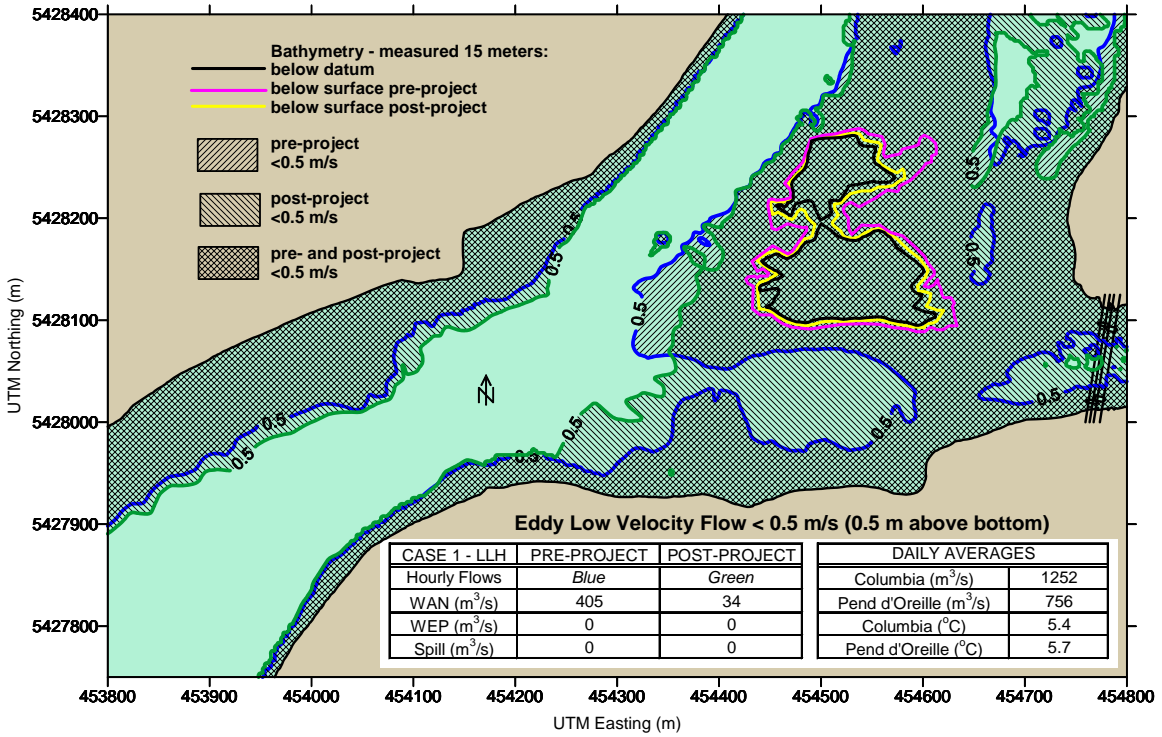 5428400
5428300
5428200
5428100
5428000
5427900
5427800
UTM Northing (m)
Bathymetry - measured 15 meters:
below datum
below surface pre-project
below surface post-project
pre-project
<0.5 m/s
post-project
<0.5 m/s
pre- and post-project
<0.5 m/s
0.5
0.5
0.5
0.5
0.5
0.5
0.5
0.5
0.5
0.5
0.5
0.5
N
Eddy Low Velocity Flow < 0.5 m/s (0.5 m above bottom)
CASE 1 - LLH PRE-PROJECT POST-PROJECT
Hourly Flows Blue Green
WAN (m³/s) 405 34
WEP (m³/s) 0 0
Spill (m³/s) 0 0
DAILY AVERAGES
Columbia (m³/s) 1252
Pend d'Oreille (m³/s) 756
Columbia (°C) 5.4
Pend d'Oreille (°C) 5.7
453800 453900 454000 454100 454200 454300 454400 454500 454600 454700 454800
UTM Easting (m)